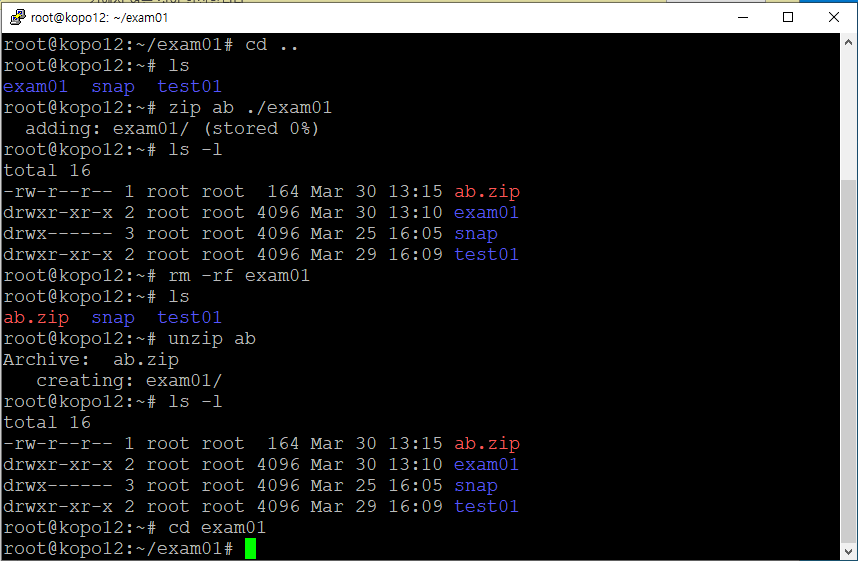 root@kopo12: ~/exam01
root@kopo12:~/exam01# cd ..
root@kopo12:~# ls
exam01  snap  test01
root@kopo12:~# zip ab ./exam01
  adding: exam01/ (stored 0%)
root@kopo12:~# ls -l
total 16
-rw-r--r-- 1 root root  164 Mar 30 13:15 ab.zip
drwxr-xr-x 2 root root 4096 Mar 30 13:10 exam01
drwx------ 3 root root 4096 Mar 25 16:05 snap
drwxr-xr-x 2 root root 4096 Mar 29 16:09 test01
root@kopo12:~# rm -rf exam01
root@kopo12:~# ls
ab.zip  snap  test01
root@kopo12:~# unzip ab
Archive:  ab.zip
   creating: exam01/
root@kopo12:~# ls -l
total 16
-rw-r--r-- 1 root root  164 Mar 30 13:15 ab.zip
drwxr-xr-x 2 root root 4096 Mar 30 13:10 exam01
drwx------ 3 root root 4096 Mar 25 16:05 snap
drwxr-xr-x 2 root root 4096 Mar 29 16:09 test01
root@kopo12:~# cd exam01
root@kopo12:~/exam01#